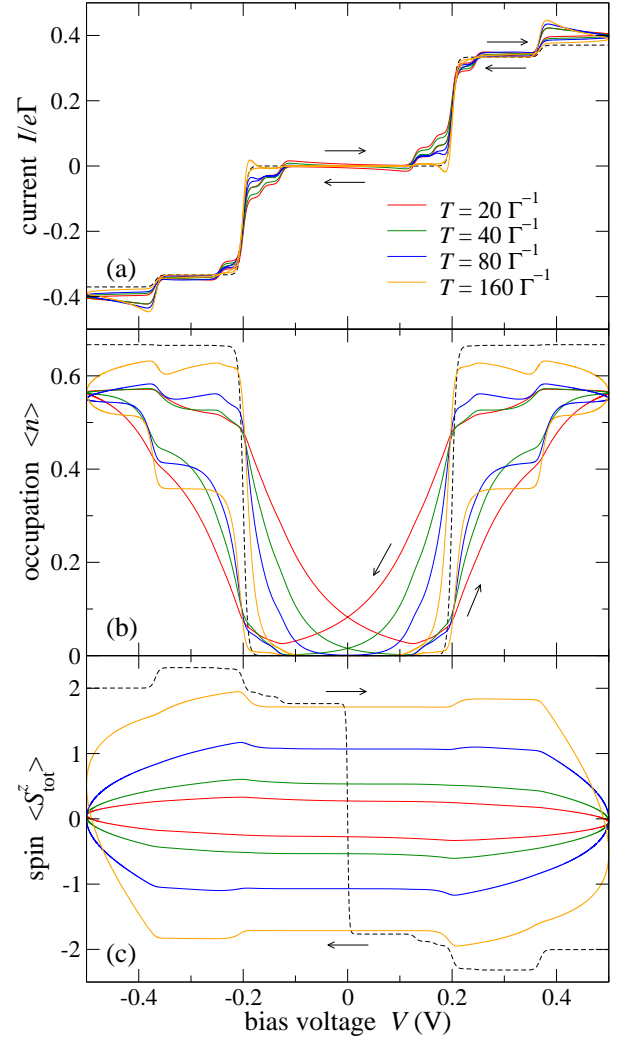 0.4
0.2
0
-0.2
-0.4
current I/eΓ
(a)
T = 20 Γ⁻¹
T = 40 Γ⁻¹
T = 80 Γ⁻¹
T = 160 Γ⁻¹
0.6
0.4
0.2
0
occupation <n>
(b)
2
1
0
-1
-2
spin <S^z_tot>
(c)
-0.4 -0.2 0 0.2 0.4
bias voltage V (V)